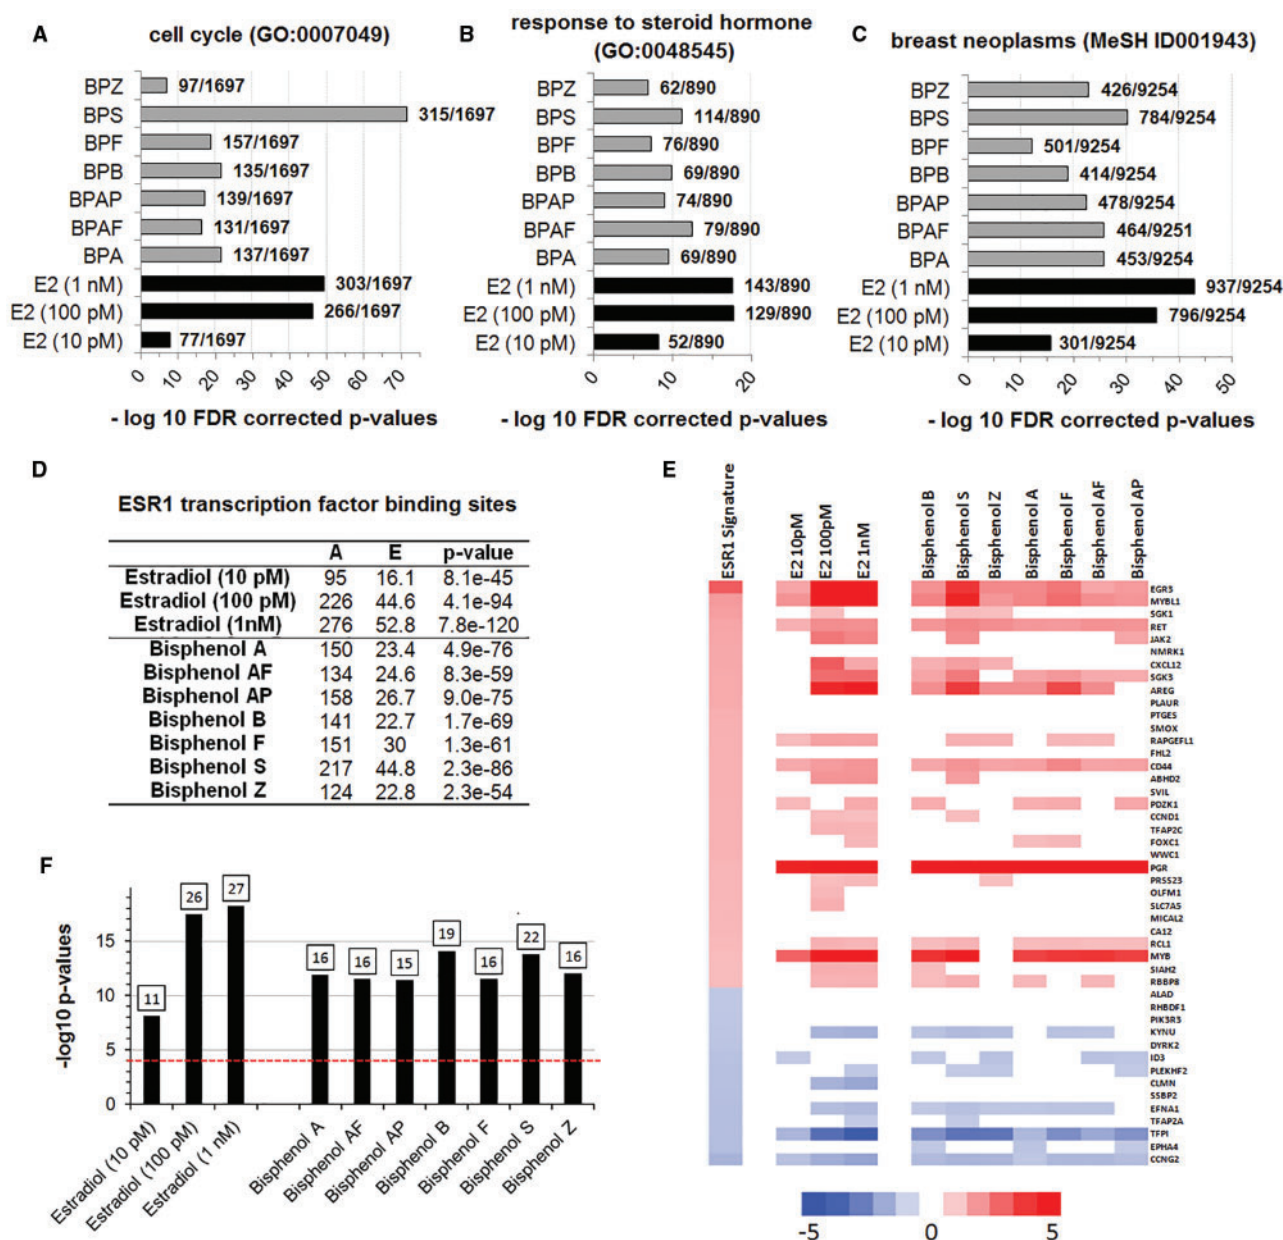 A
cell cycle (GO:0007049)
BPZ 97/1697
BPS 315/1697
BPF 157/1697
BPB 135/1697
BPAP 139/1697
BPAF 131/1697
BPA 137/1697
E2 (1 nM) 303/1697
E2 (100 pM) 266/1697
E2 (10 pM) 77/1697
0 10 20 30 40 50 60 70
- log 10 FDR corrected p-values
B
response to steroid hormone
(GO:0048545)
BPZ 62/890
BPS 114/890
BPF 76/890
BPB 69/890
BPAP 74/890
BPAF 79/890
BPA 69/890
E2 (1 nM) 143/890
E2 (100 pM) 129/890
E2 (10 pM) 52/890
0 10 20
- log 10 FDR corrected p-values
C
breast neoplasms (MeSH ID001943)
BPZ 426/9254
BPS 784/9254
BPF 501/9254
BPB 414/9254
BPAP 478/9254
BPAF 464/9251
BPA 453/9254
E2 (1 nM) 937/9254
E2 (100 pM) 796/9254
E2 (10 pM) 301/9254
0 10 20 30 40 50
- log 10 FDR corrected p-values
D
ESR1 transcription factor binding sites
A E p-value
Estradiol (10 pM) 95 16.1 8.1e-45
Estradiol (100 pM) 226 44.6 4.1e-94
Estradiol (1nM) 276 52.8 7.8e-120
Bisphenol A 150 23.4 4.9e-76
Bisphenol AF 134 24.6 8.3e-59
Bisphenol AP 158 26.7 9.0e-75
Bisphenol B 141 22.7 1.7e-69
Bisphenol F 151 30 1.3e-61
Bisphenol S 217 44.8 2.3e-86
Bisphenol Z 124 22.8 2.3e-54
E
ESR1 Signature
E2 10pM
E2 100pM
E2 1nM
Bisphenol B
Bisphenol S
Bisphenol Z
Bisphenol A
Bisphenol F
Bisphenol AF
Bisphenol AP
EGR3
MYBL1
SGK1
RET
JAK2
NMRK1
CXCL12
SGK3
AREG
PLAUR
PTGES
SMOX
RAPGEFL1
FHL2
CD44
ABHD2
SVIL
PDZK1
CCND1
TFAP2C
FOXC1
WWC1
PGR
PRSS23
OLFM1
SLC7A5
MICAL2
CA12
RCL1
MYB
SIAH2
RBBP8
ALAD
RHBDF1
PIK3R3
KYNU
DYRK2
ID3
PLEKHF2
CLMN
SSBP2
EFNA1
TFAP2A
TFPI
EPHA4
CCNG2
-5 0 5
F
-log10 p-values
15
10
5
0
11 26 27 16 16 15 19 16 22 16
Estradiol (10 pM)
Estradiol (100 pM)
Estradiol (1 nM)
Bisphenol A
Bisphenol AF
Bisphenol AP
Bisphenol B
Bisphenol F
Bisphenol S
Bisphenol Z